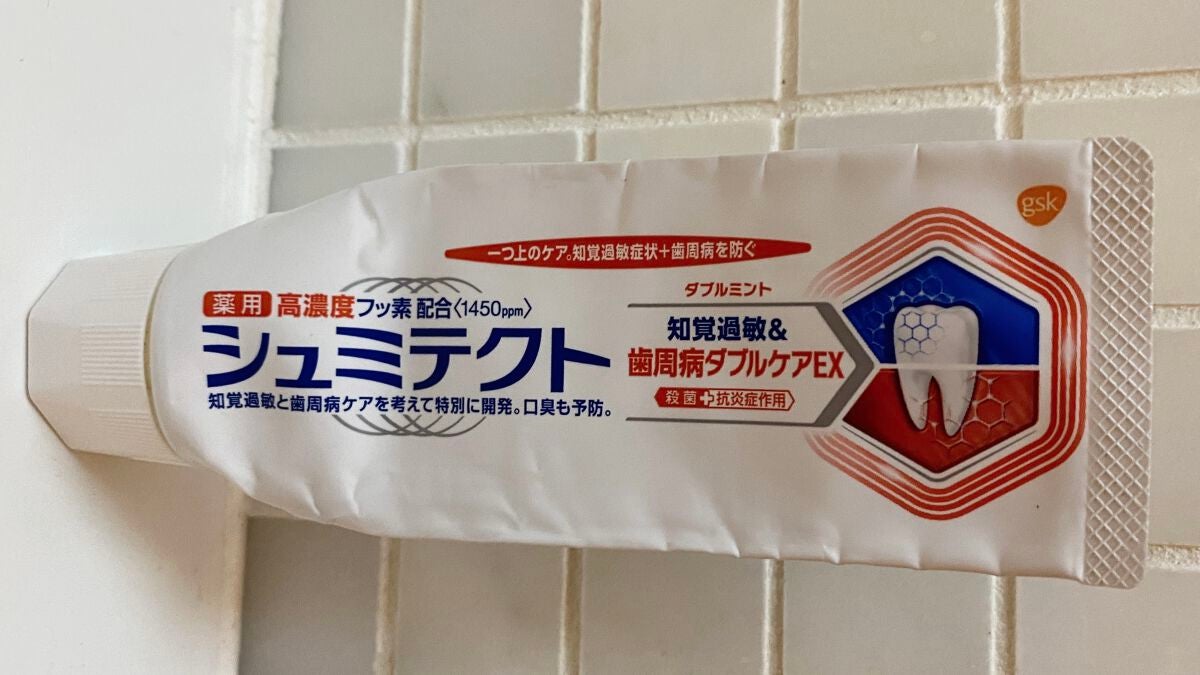 gsk
一つ上のケア。知覚過敏症状+歯周病を防ぐ
薬用 高濃度フッ素 配合〈1450ppm〉
シュミテクト
知覚過敏と歯周病ケアを考えて特別に開発。口臭も予防。
ダブルミント
知覚過敏&
歯周病ダブルケアEX
殺菌+抗炎症作用